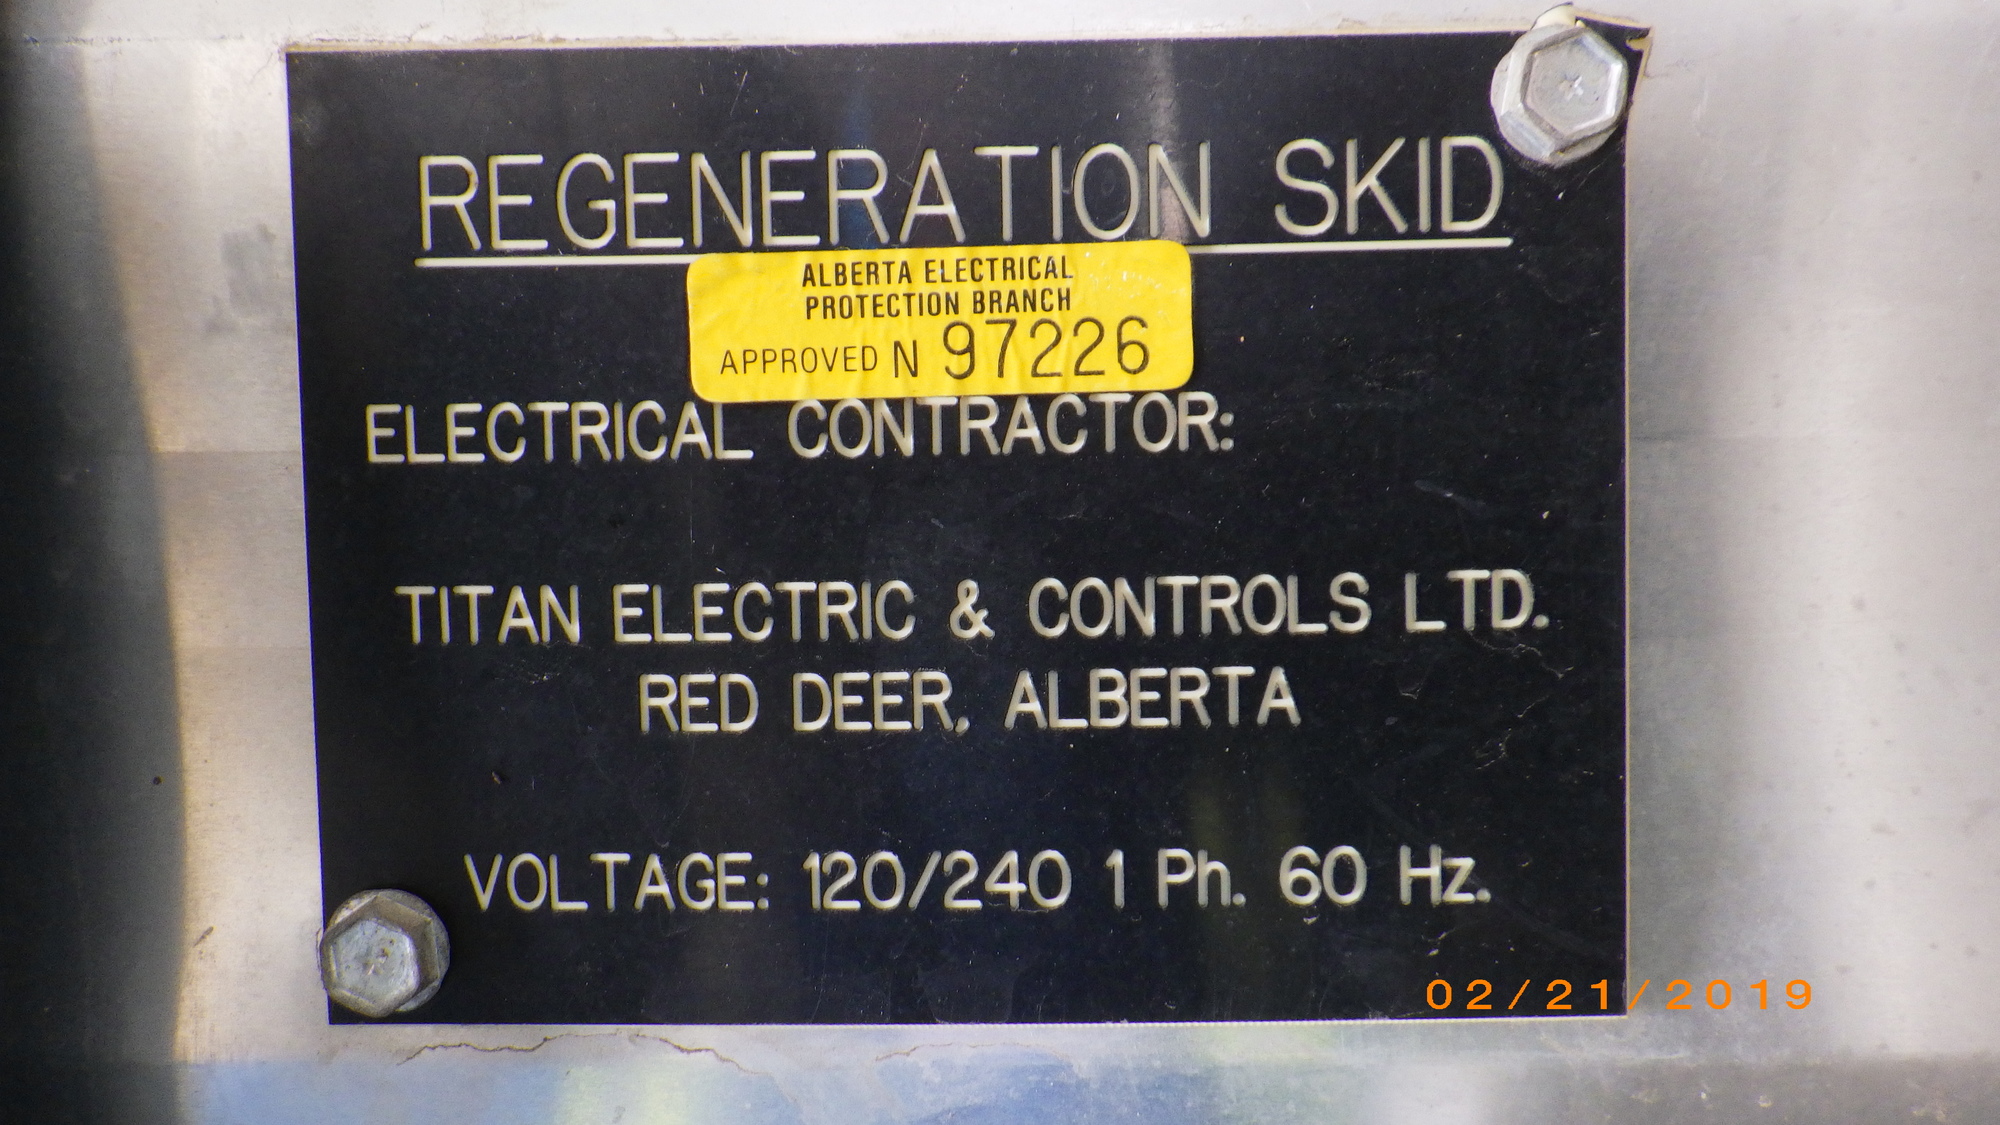 REGENERATION SKID
ALBERTA ELECTRICAL
PROTECTION BRANCH
APPROVED N 97226
ELECTRICAL CONTRACTOR:
TITAN ELECTRIC & CONTROLS LTD.
RED DEER, ALBERTA
VOLTAGE: 120/240 1 Ph. 60 Hz.
02/21/2019